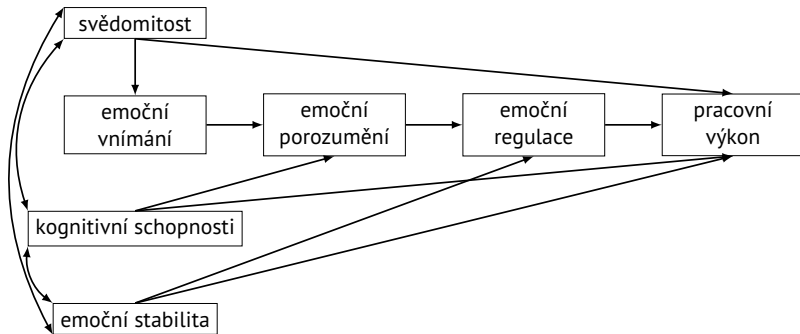 svědomitost
emoční
vnímání
emoční
porozumění
emoční
regulace
pracovní
výkon
kognitivní schopnosti
emoční stabilita